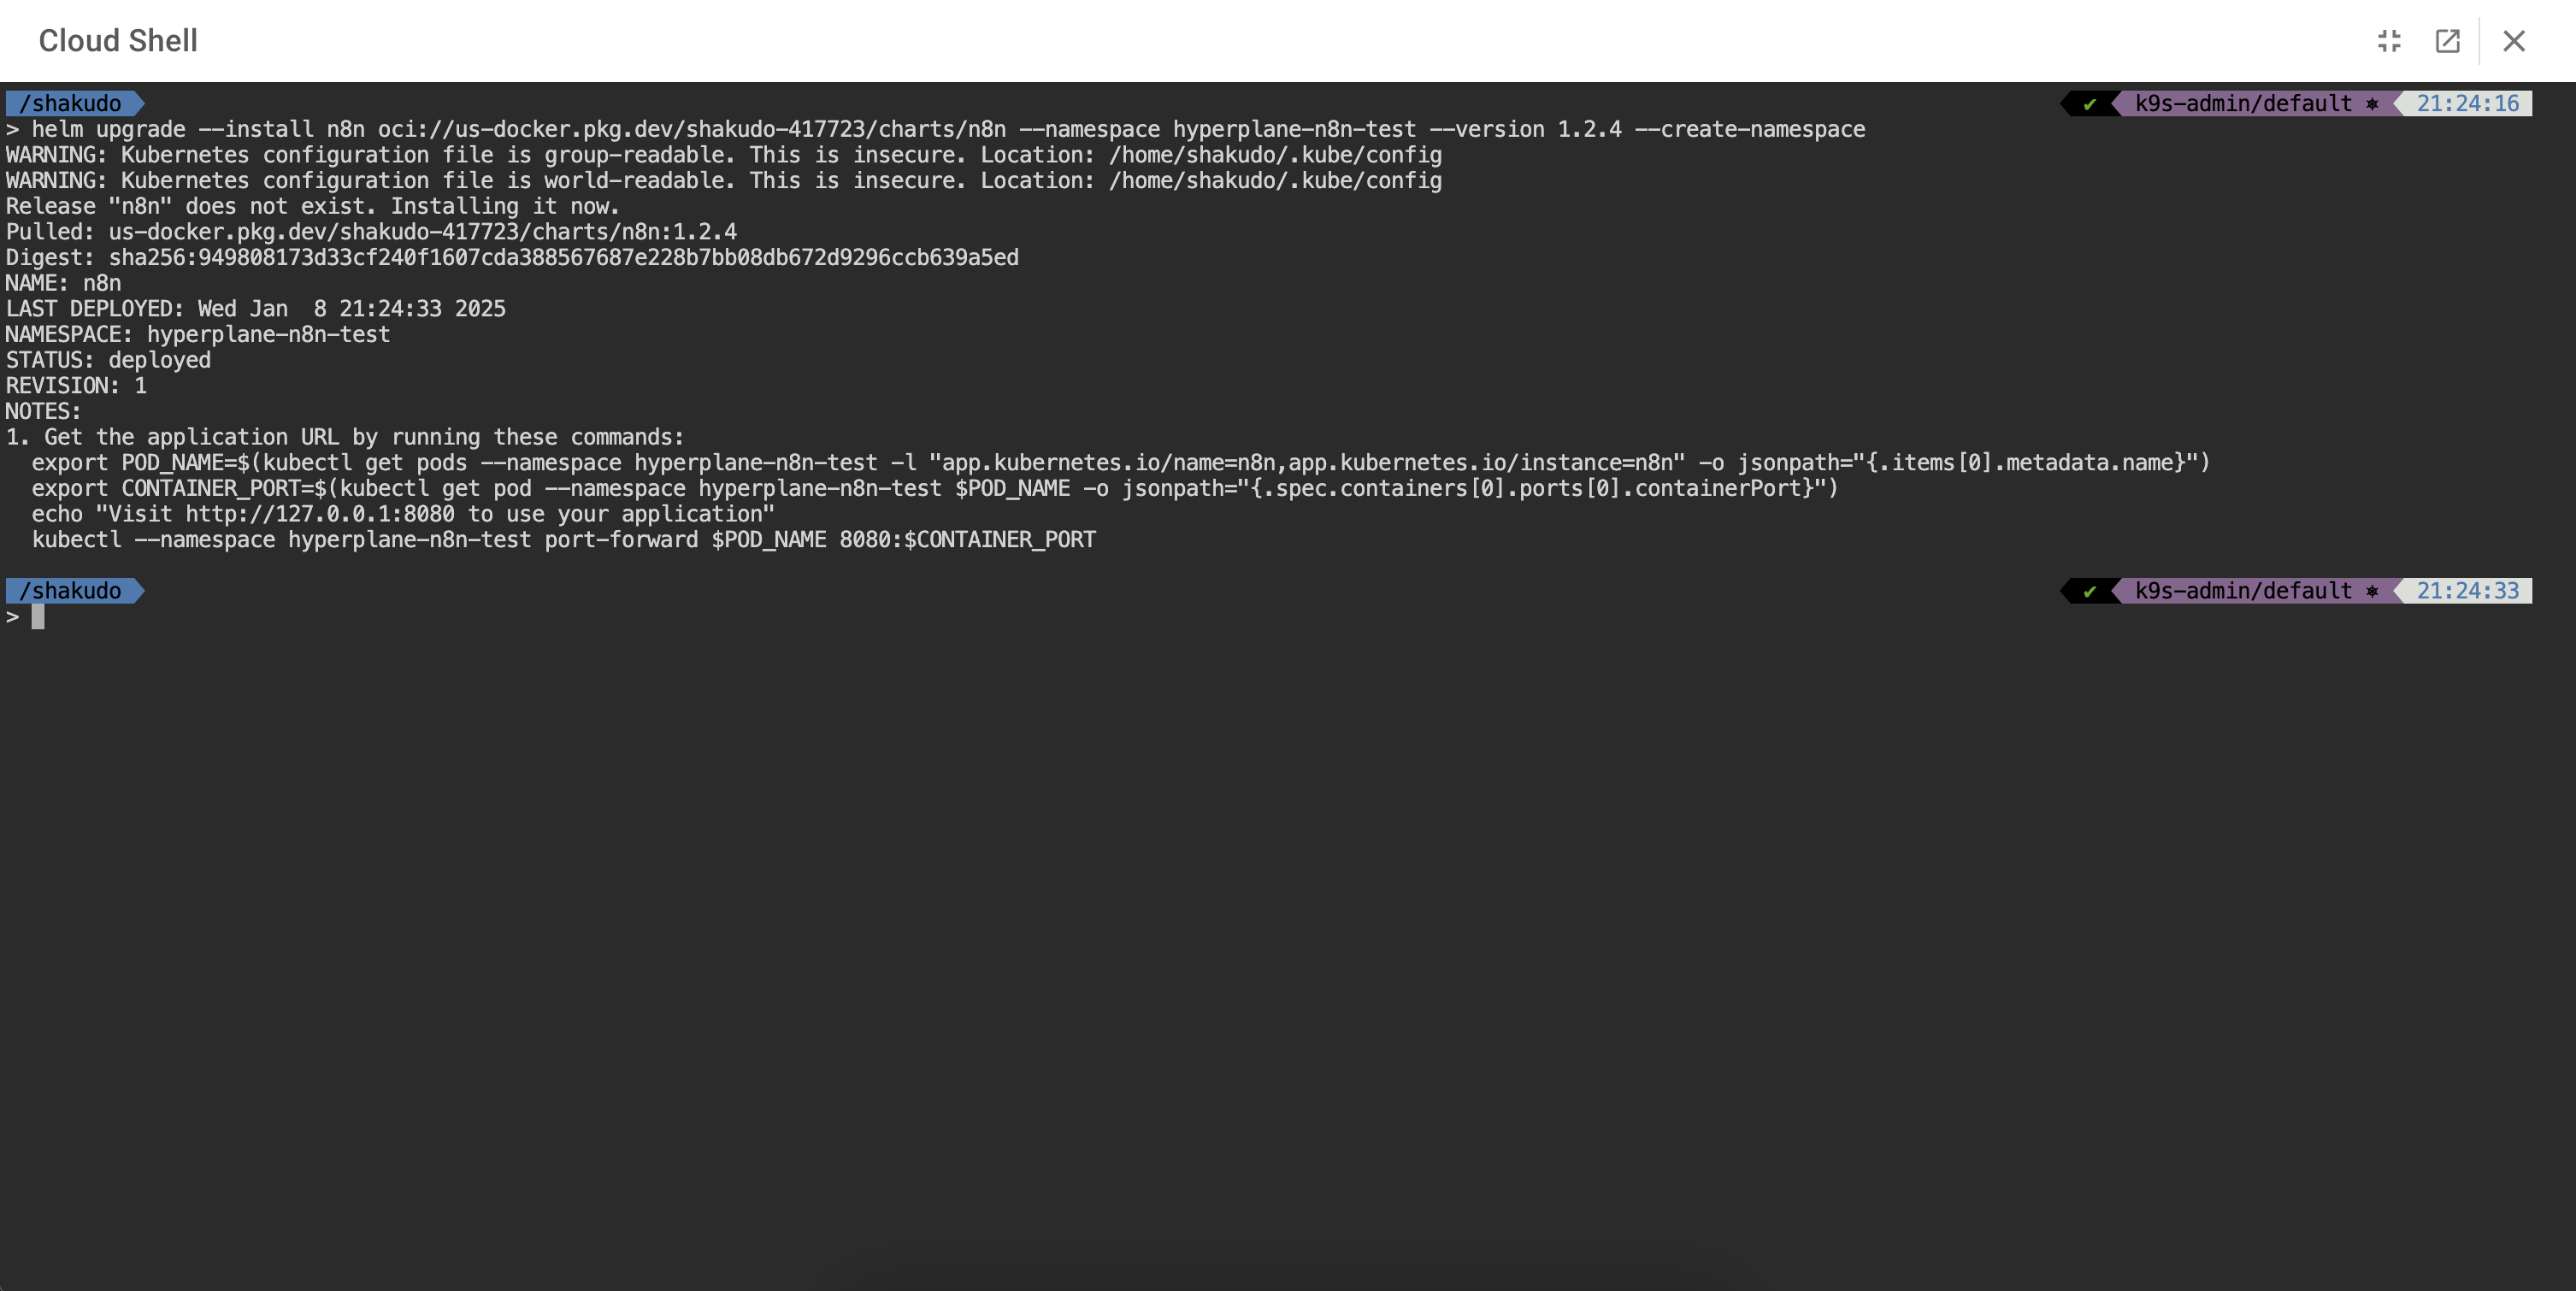 Cloud Shell
/shakudo ✔ k9s-admin/default ⎈ 21:24:16
> helm upgrade --install n8n oci://us-docker.pkg.dev/shakudo-417723/charts/n8n --namespace hyperplane-n8n-test --version 1.2.4 --create-namespace
WARNING: Kubernetes configuration file is group-readable. This is insecure. Location: /home/shakudo/.kube/config
WARNING: Kubernetes configuration file is world-readable. This is insecure. Location: /home/shakudo/.kube/config
Release "n8n" does not exist. Installing it now.
Pulled: us-docker.pkg.dev/shakudo-417723/charts/n8n:1.2.4
Digest: sha256:949808173d33cf240f1607cda388567687e228b7bb08db672d9296ccb639a5ed
NAME: n8n
LAST DEPLOYED: Wed Jan  8 21:24:33 2025
NAMESPACE: hyperplane-n8n-test
STATUS: deployed
REVISION: 1
NOTES:
1. Get the application URL by running these commands:
  export POD_NAME=$(kubectl get pods --namespace hyperplane-n8n-test -l "app.kubernetes.io/name=n8n,app.kubernetes.io/instance=n8n" -o jsonpath="{.items[0].metadata.name}")
  export CONTAINER_PORT=$(kubectl get pod --namespace hyperplane-n8n-test $POD_NAME -o jsonpath="{.spec.containers[0].ports[0].containerPort}")
  echo "Visit http://127.0.0.1:8080 to use your application"
  kubectl --namespace hyperplane-n8n-test port-forward $POD_NAME 8080:$CONTAINER_PORT
/shakudo ✔ k9s-admin/default ⎈ 21:24:33
>